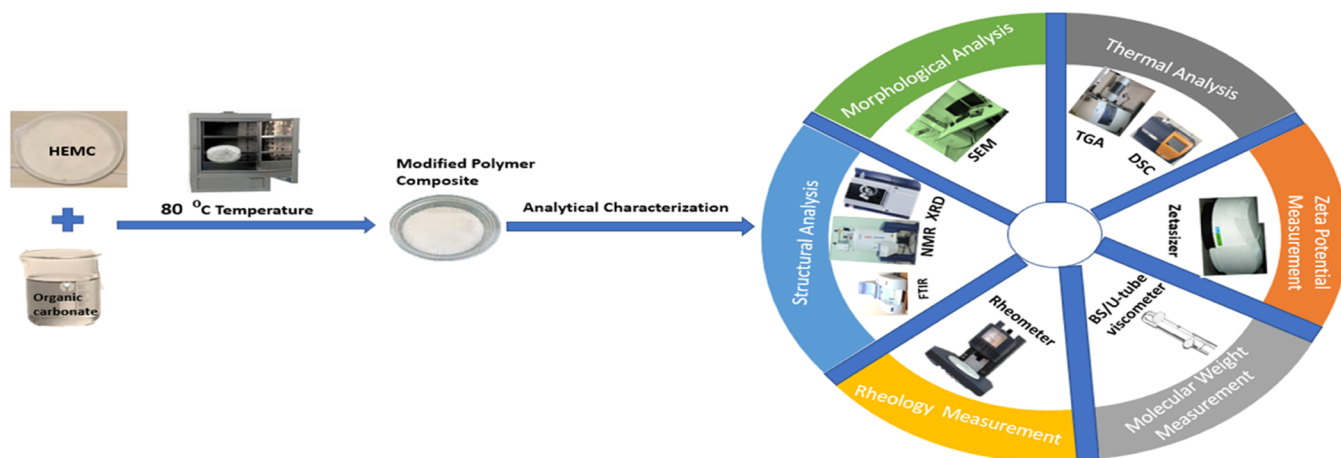 HEMC
Organic
carbonate
80 ⁰C Temperature
Modified Polymer
Composite
Analytical Characterization
Morphological Analysis
SEM
Thermal Analysis
TGA
DSC
Zeta Potential
Measurement
Zetasizer
Molecular Weight
Measurement
BS/U-tube
viscometer
Rheology Measurement
Rheometer
Structural Analysis
XRD
NMR
FTIR